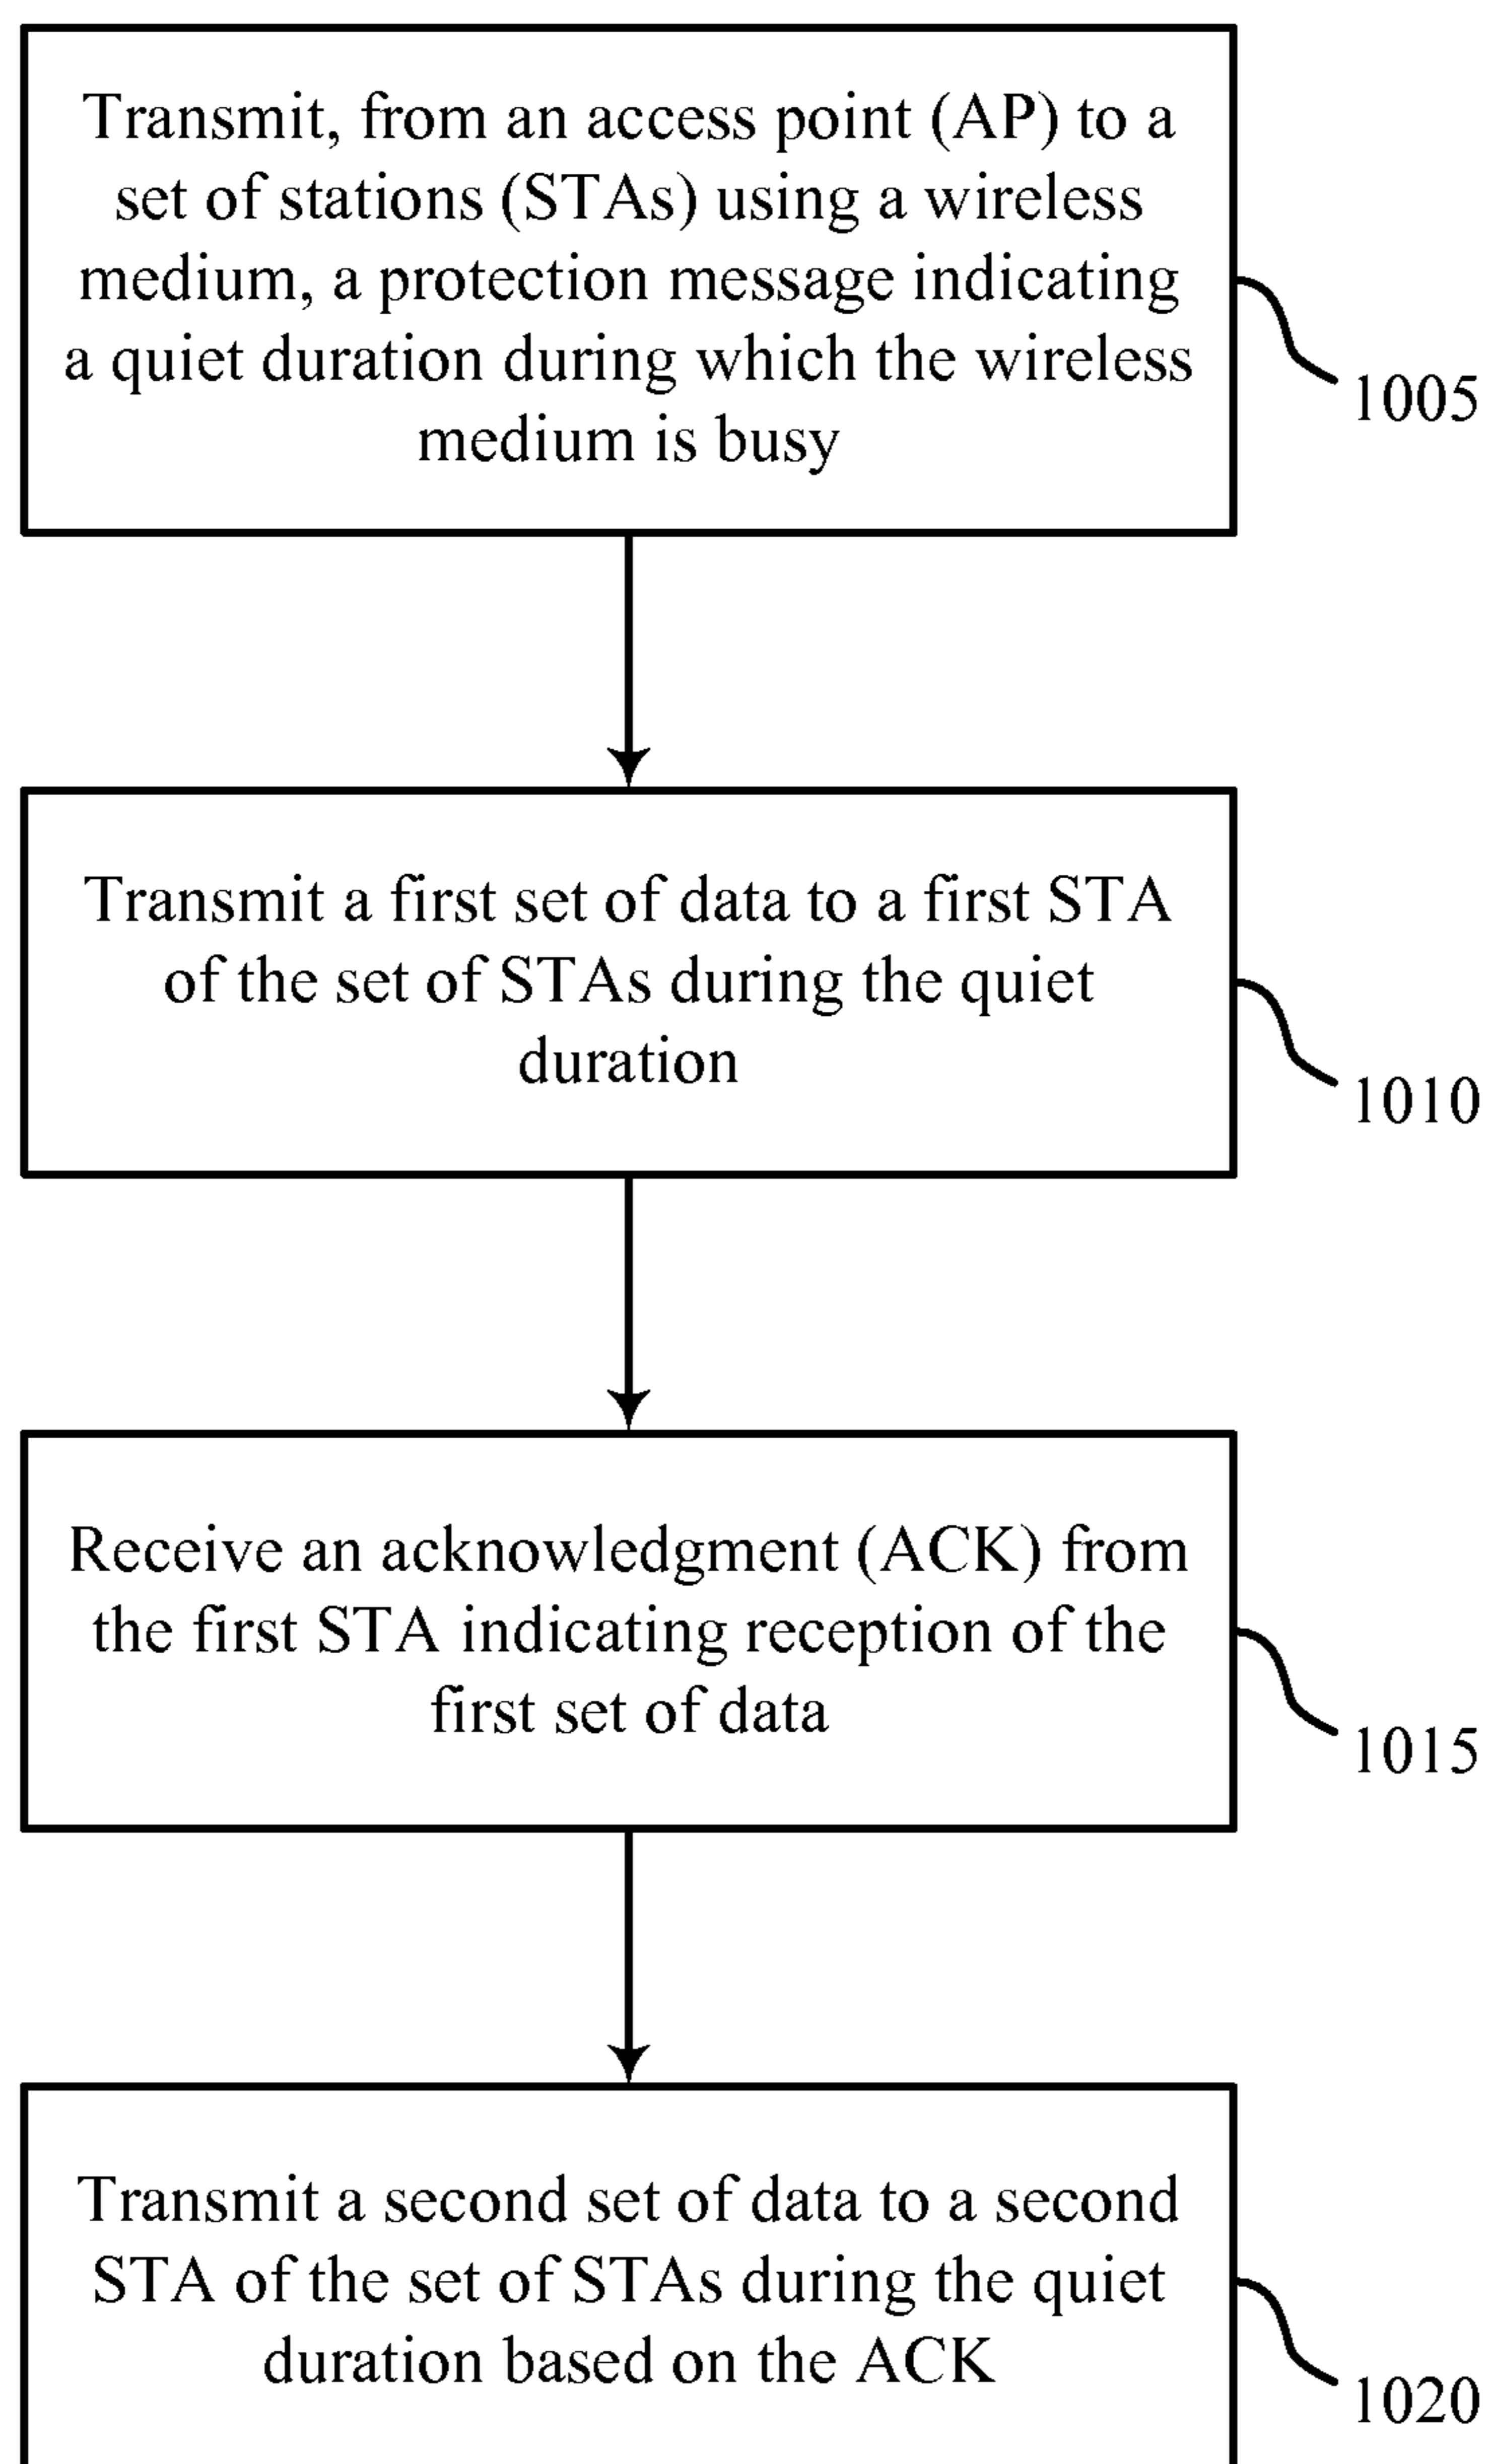 Transmit, from an access point (AP) to a
set of stations (STAs) using a wireless
medium, a protection message indicating
a quiet duration during which the wireless
medium is busy
1005
Transmit a first set of data to a first STA
of the set of STAs during the quiet
duration
1010
Receive an acknowledgment (ACK) from
the first STA indicating reception of the
first set of data
1015
Transmit a second set of data to a second
STA of the set of STAs during the quiet
duration based on the ACK
1020